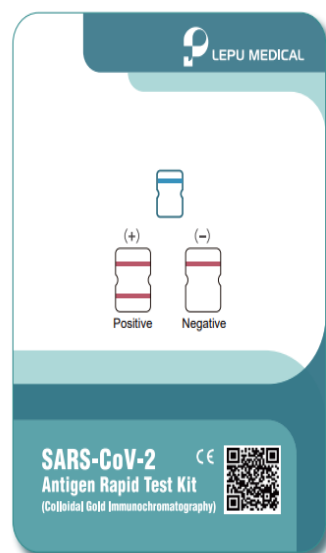 LEPU MEDICAL
(+) (−)
Positive Negative
SARS-CoV-2
CE
Antigen Rapid Test Kit
(Colloidal Gold Immunochromatography)